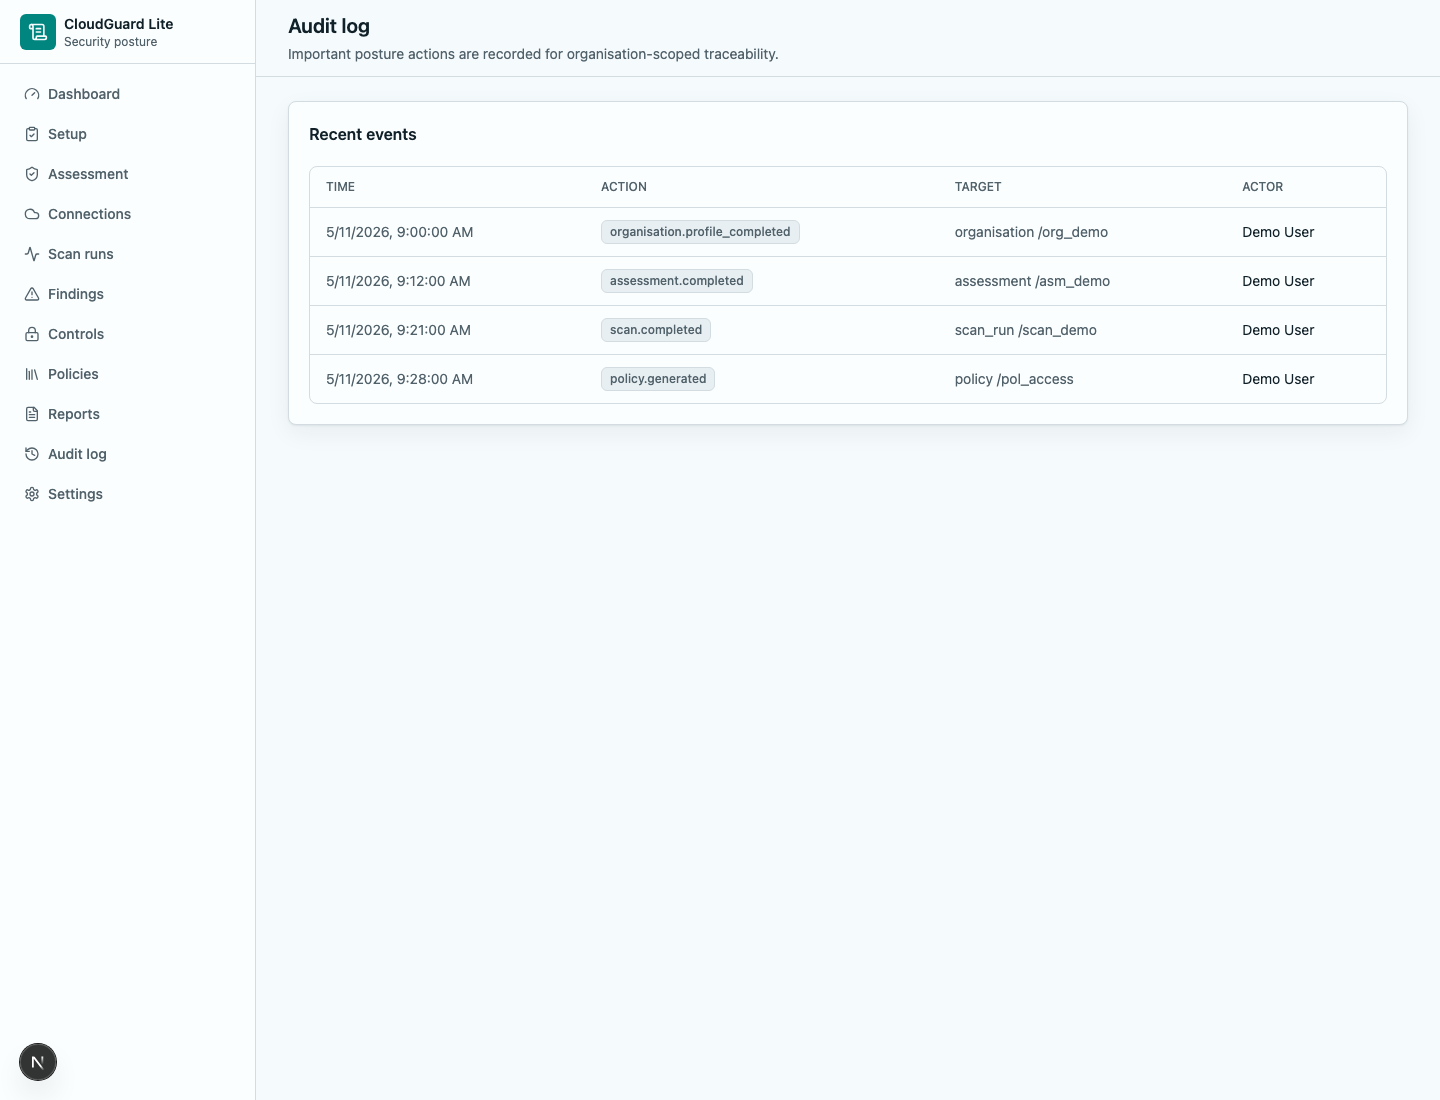 CloudGuard Lite
Security posture
Dashboard
Setup
Assessment
Connections
Scan runs
Findings
Controls
Policies
Reports
Audit log
Settings
N
Audit log
Important posture actions are recorded for organisation-scoped traceability.
Recent events
TIME ACTION TARGET ACTOR
5/11/2026, 9:00:00 AM organisation.profile_completed organisation /org_demo Demo User
5/11/2026, 9:12:00 AM assessment.completed assessment /asm_demo Demo User
5/11/2026, 9:21:00 AM scan.completed scan_run /scan_demo Demo User
5/11/2026, 9:28:00 AM policy.generated policy /pol_access Demo User